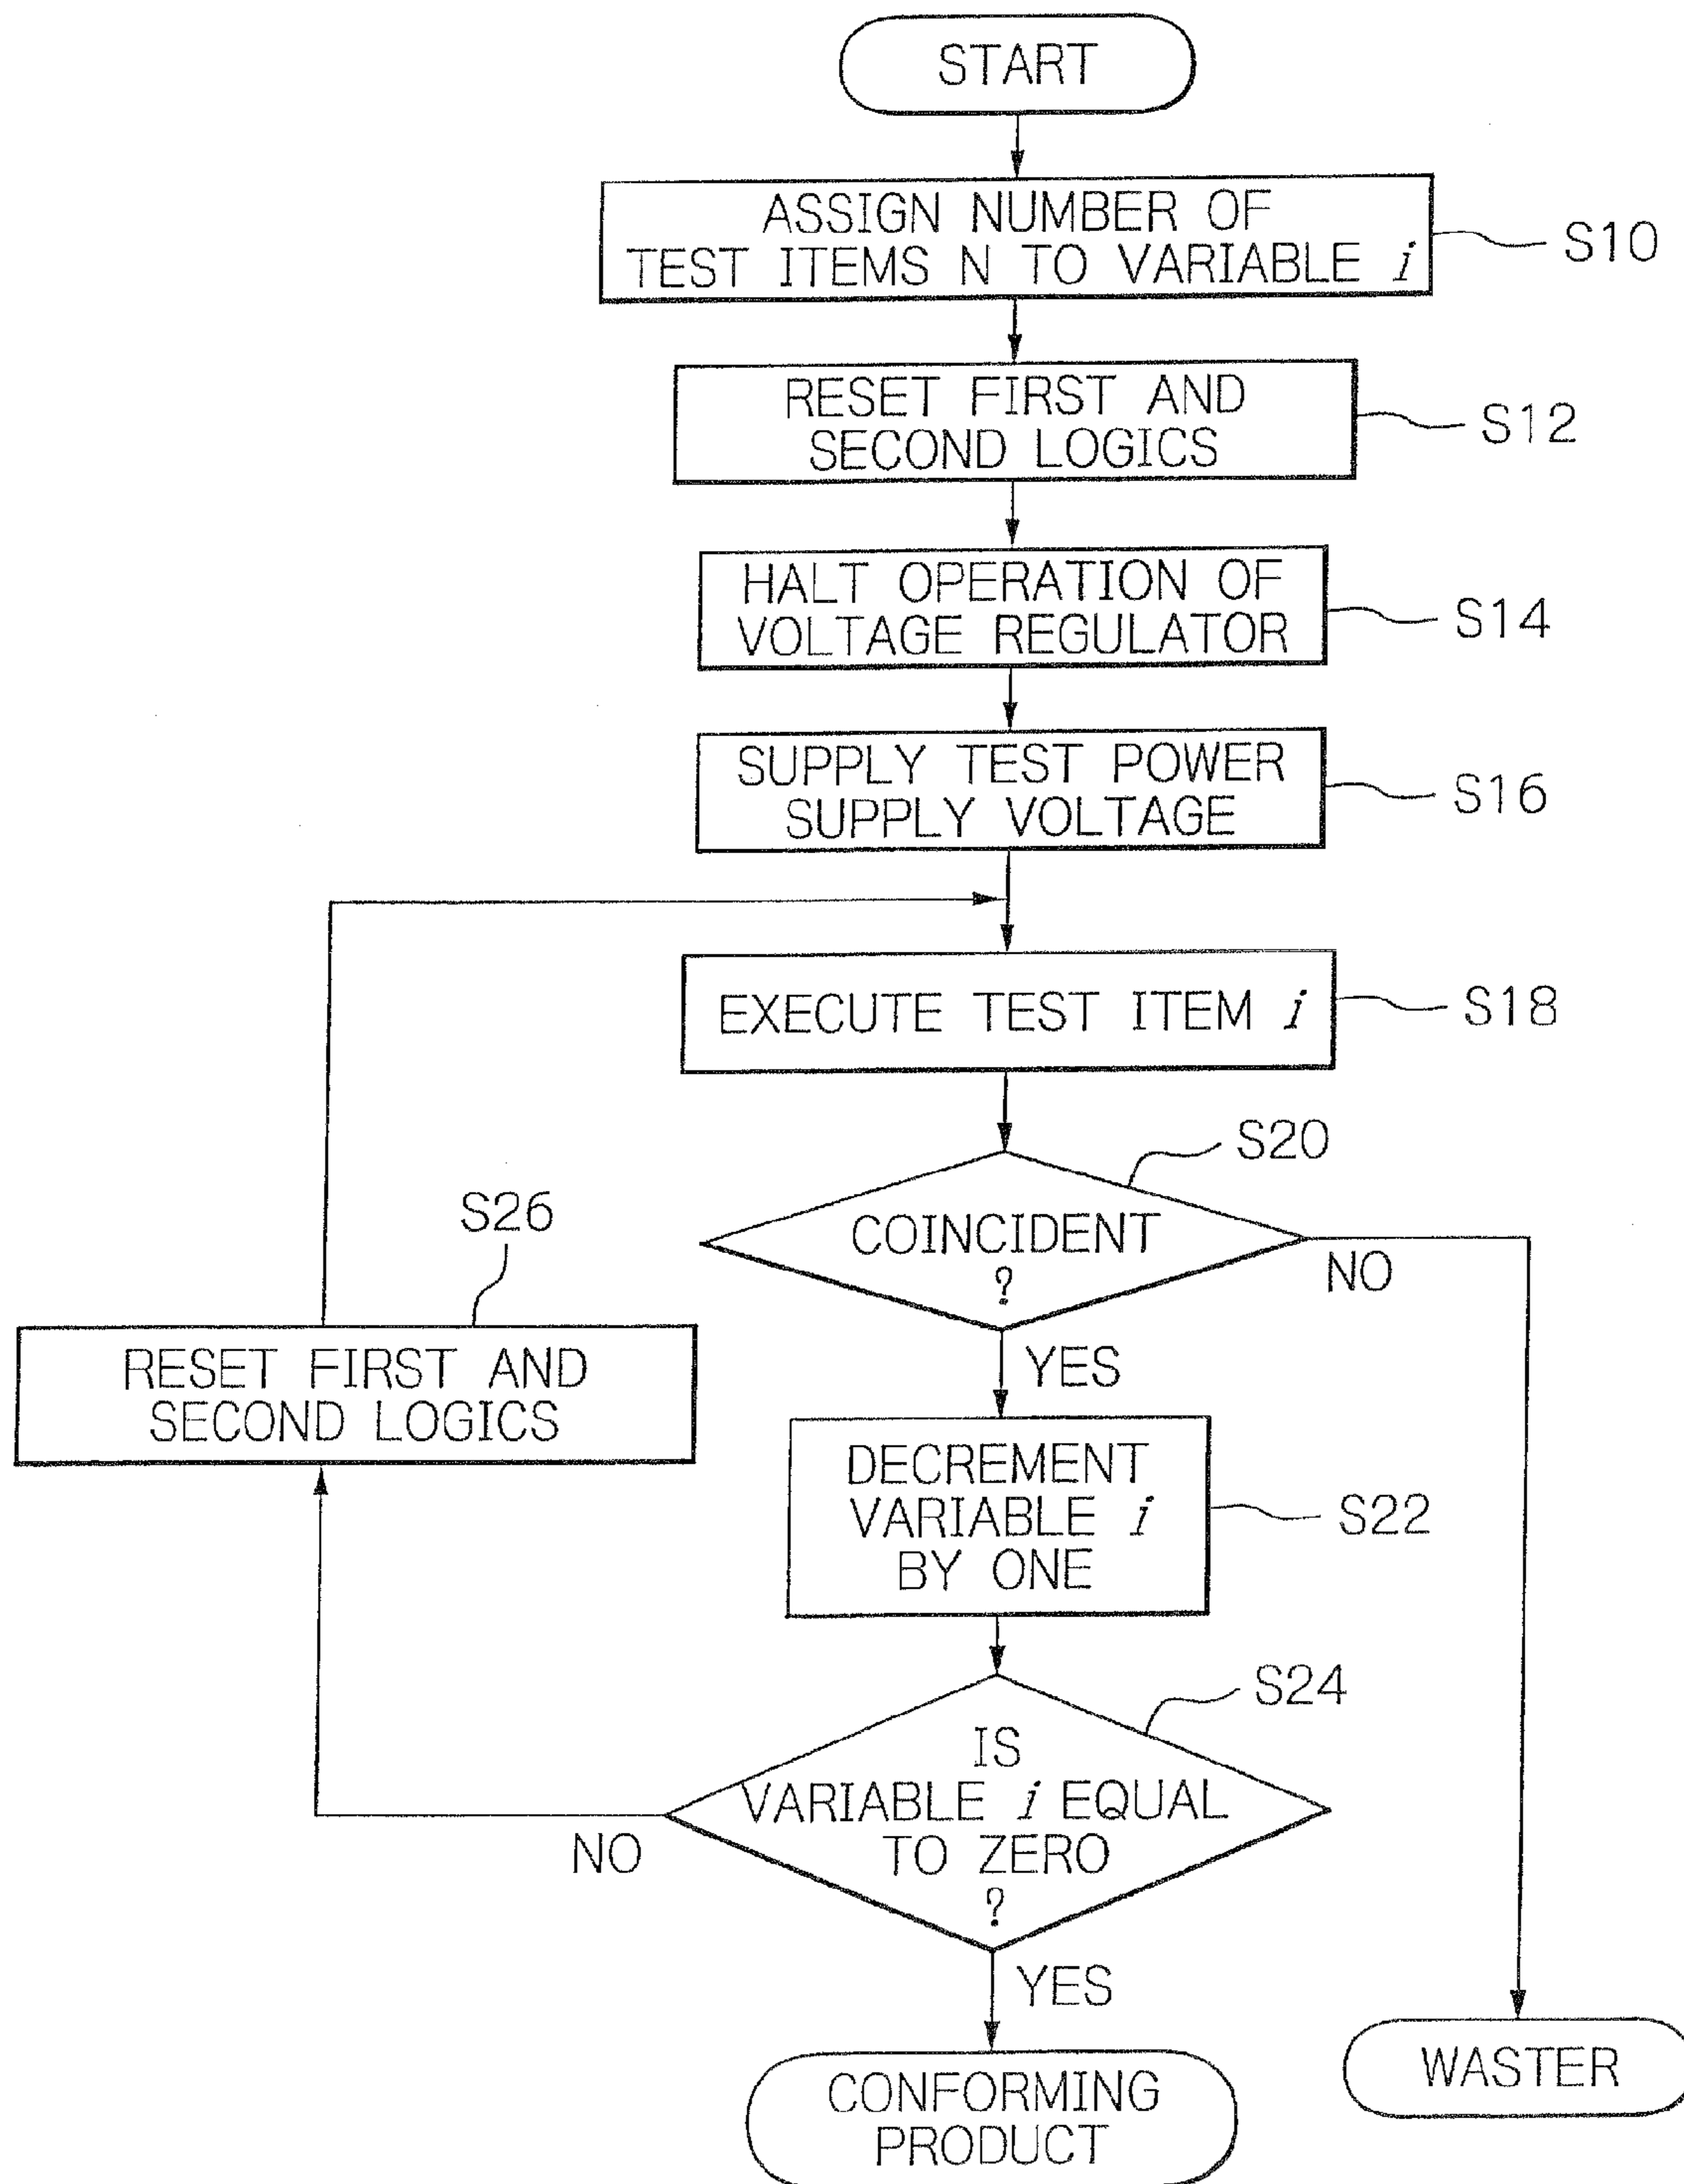 START
ASSIGN NUMBER OF
TEST ITEMS N TO VARIABLE i
S10
RESET FIRST AND
SECOND LOGICS
S12
HALT OPERATION OF
VOLTAGE REGULATOR
S14
SUPPLY TEST POWER
SUPPLY VOLTAGE
S16
EXECUTE TEST ITEM i
S18
S20
COINCIDENT
?
NO
YES
S26
RESET FIRST AND
SECOND LOGICS
DECREMENT
VARIABLE i
BY ONE
S22
S24
IS
VARIABLE i EQUAL
TO ZERO
?
NO
YES
CONFORMING
PRODUCT
WASTER